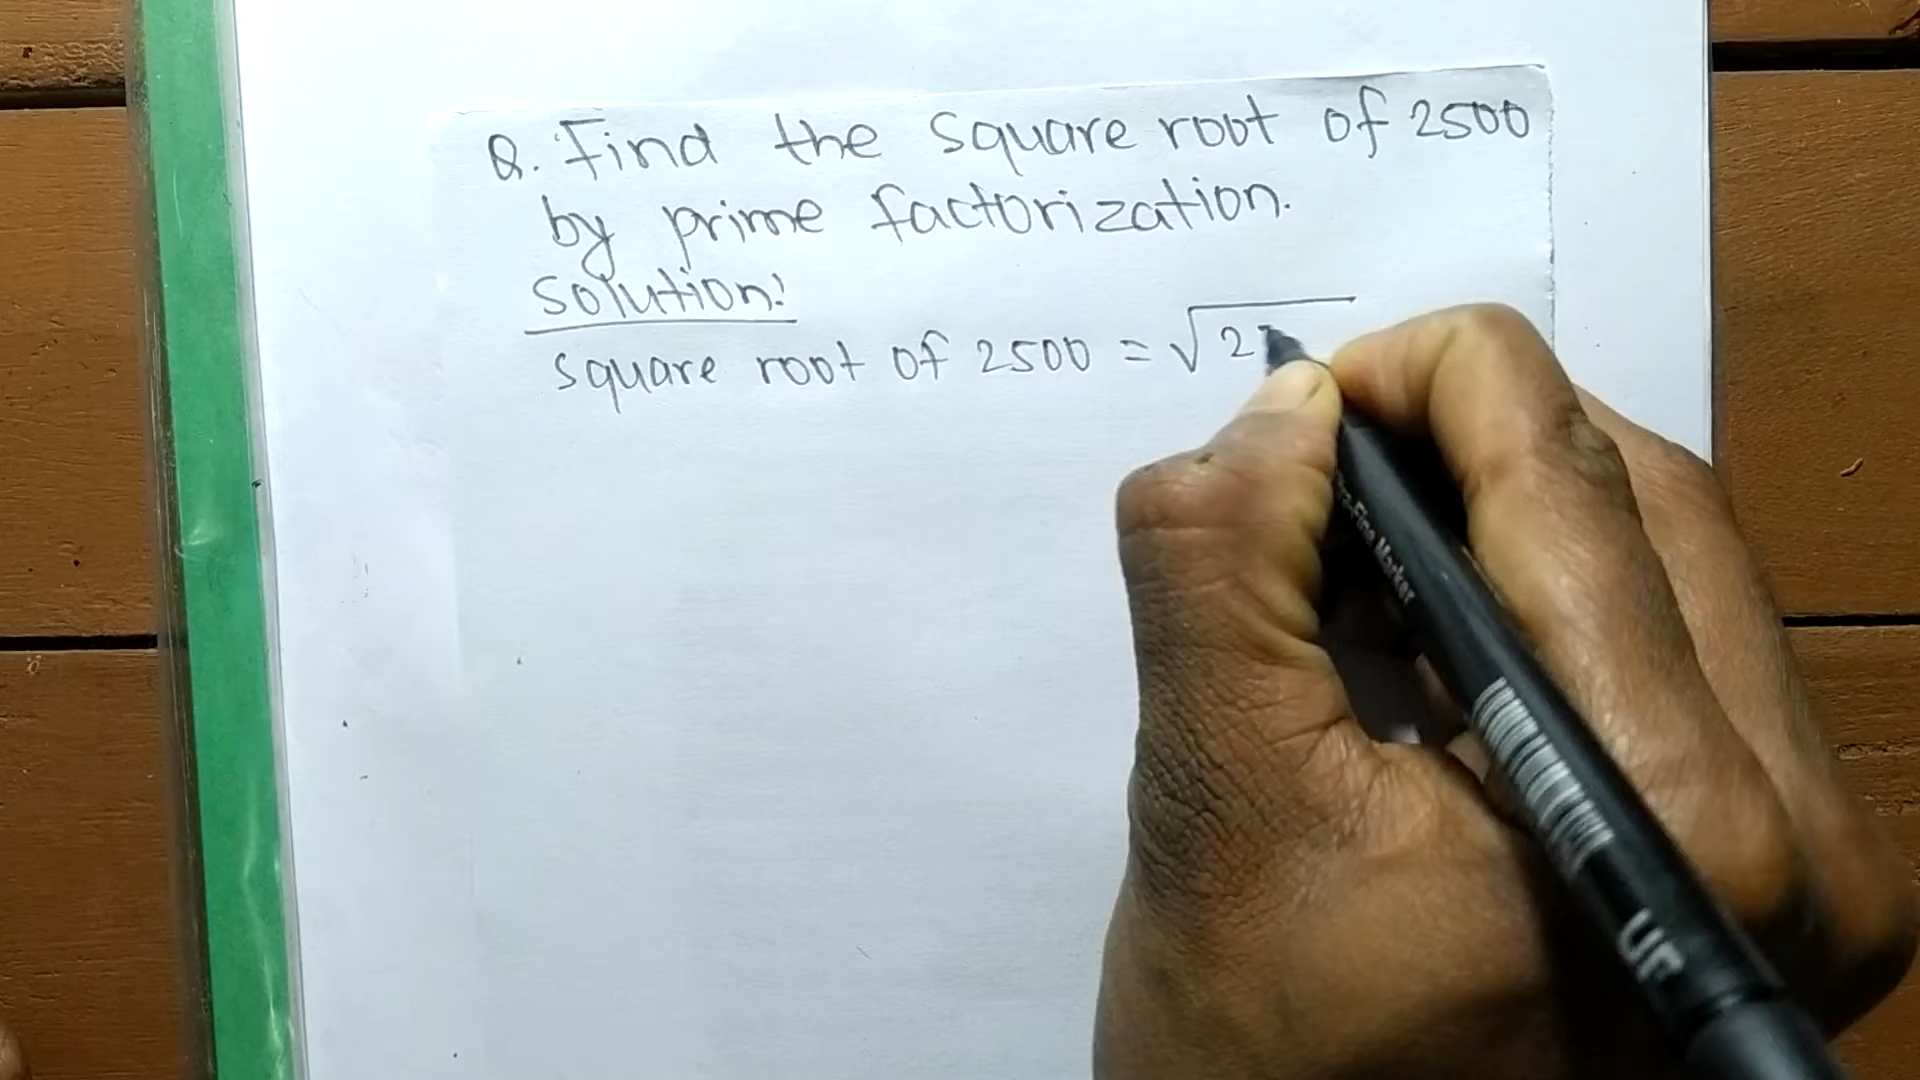 Q. Find the square root of 2500
by prime factorization.
Solution:
square root of 2500 = √2
Fine Marker